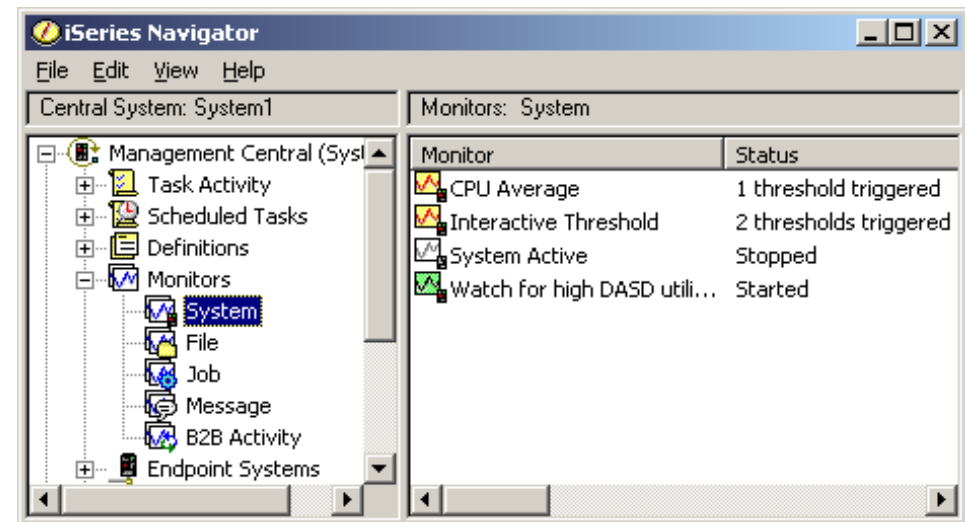 iSeries Navigator
File Edit View Help
Central System: System1
Monitors: System
Management Central (Syst
Task Activity
Scheduled Tasks
Definitions
Monitors
System
File
Job
Message
B2B Activity
Endpoint Systems
Monitor Status
CPU Average 1 threshold triggered
Interactive Threshold 2 thresholds triggered
System Active Stopped
Watch for high DASD utili... Started